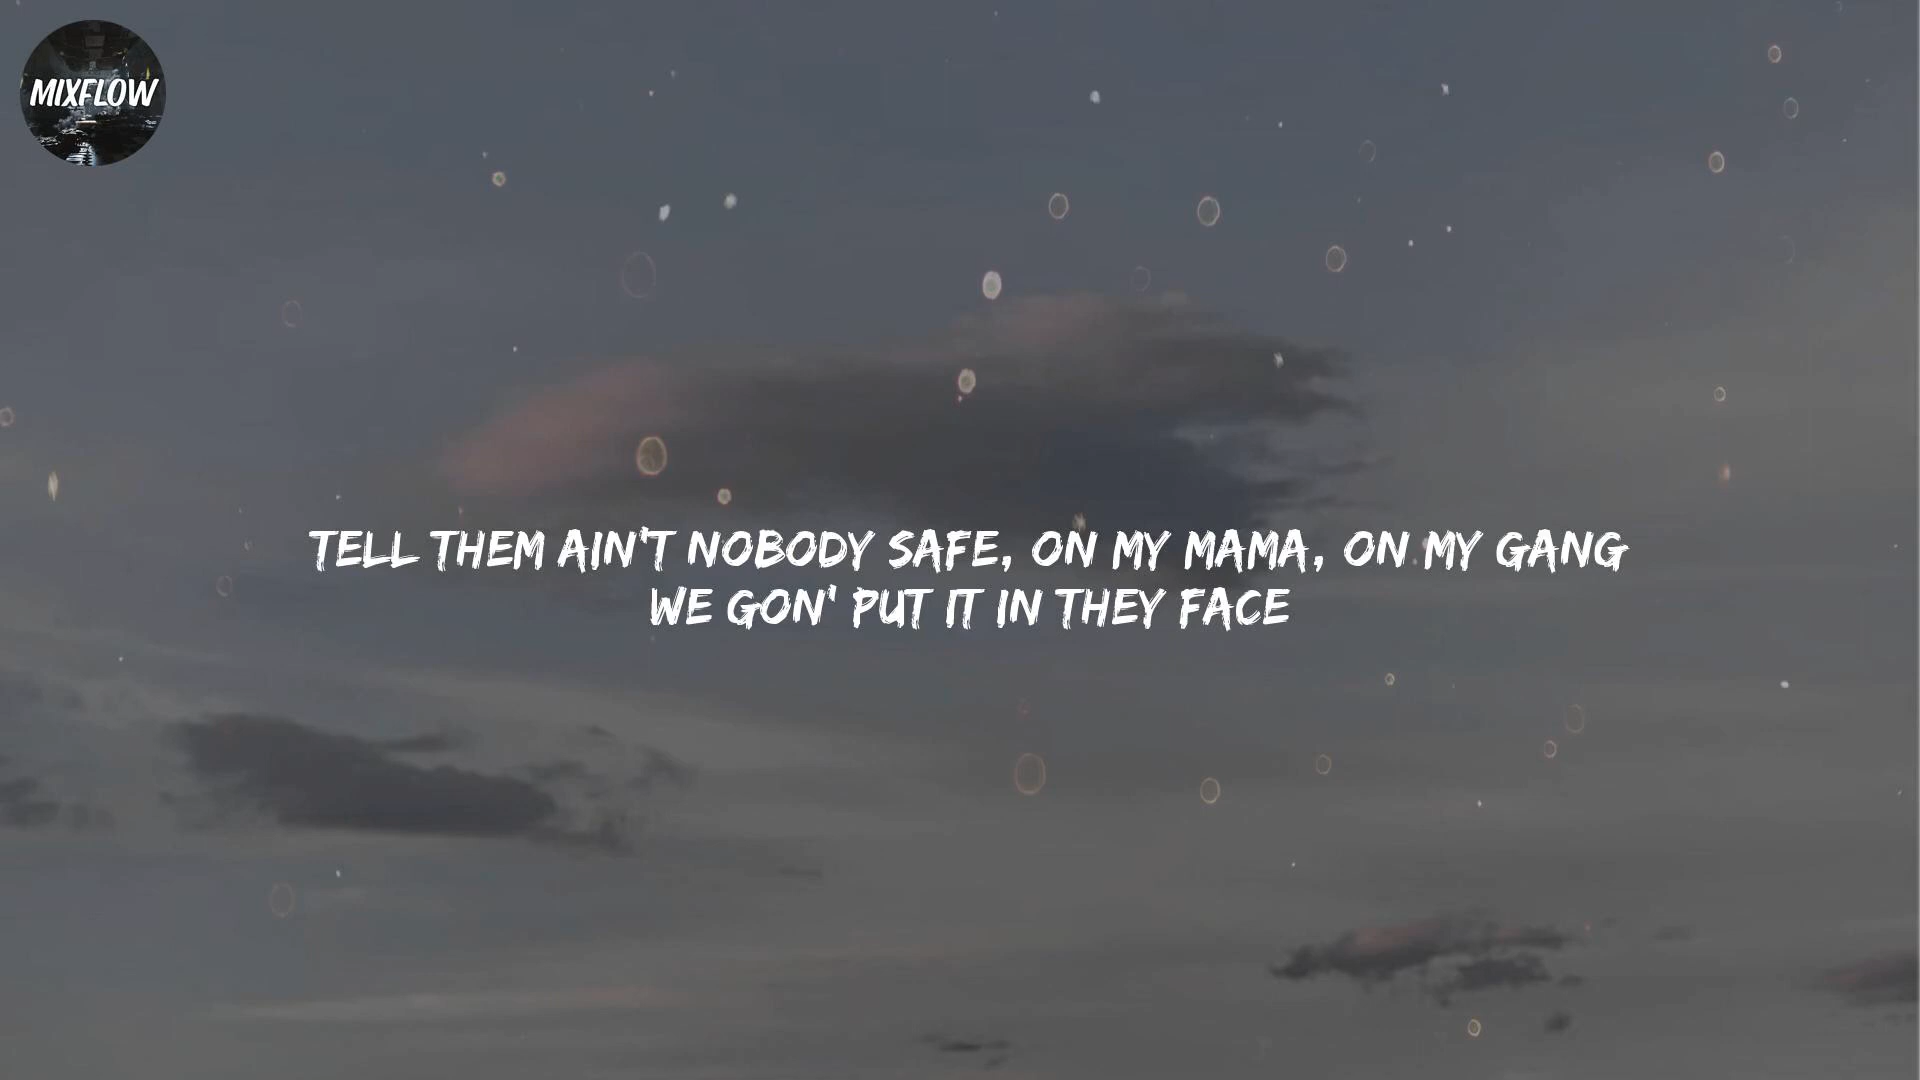 MIXFLOW
TELL THEM AIN'T NOBODY SAFE, ON MY MAMA, ON MY GANG
WE GON' PUT IT IN THEY FACE